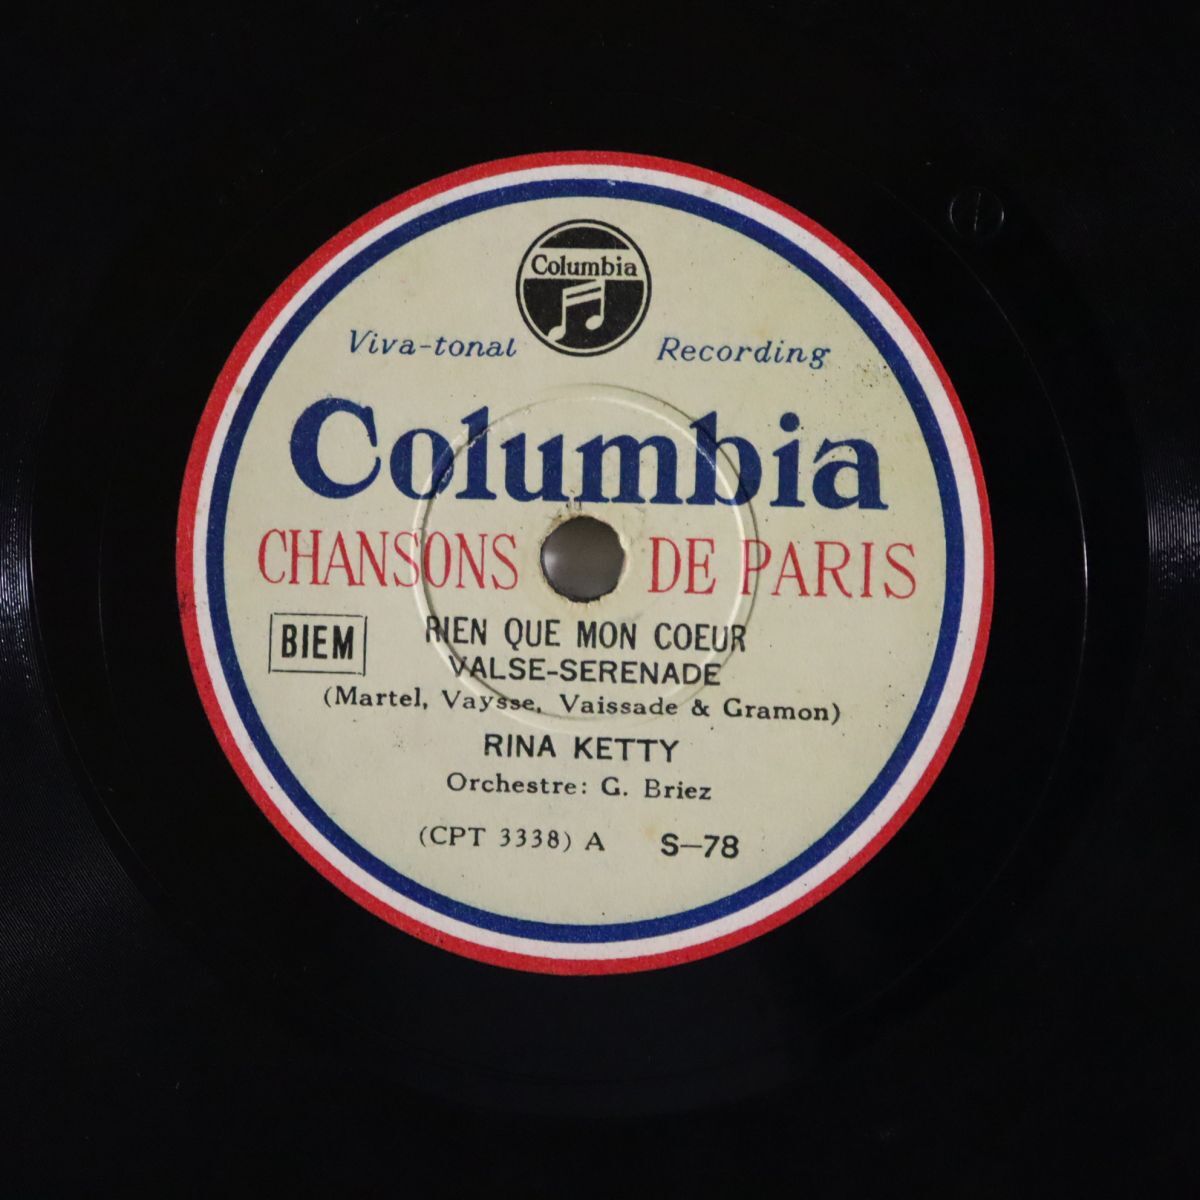 Columbia
Viva-tonal Recording
Columbia
CHANSONS DE PARIS
BIEM
RIEN QUE MON COEUR
VALSE-SERENADE
(Martel, Vaysse, Vaissade & Gramon)
RINA KETTY
Orchestre: G. Briez
(CPT 3338) A S-78